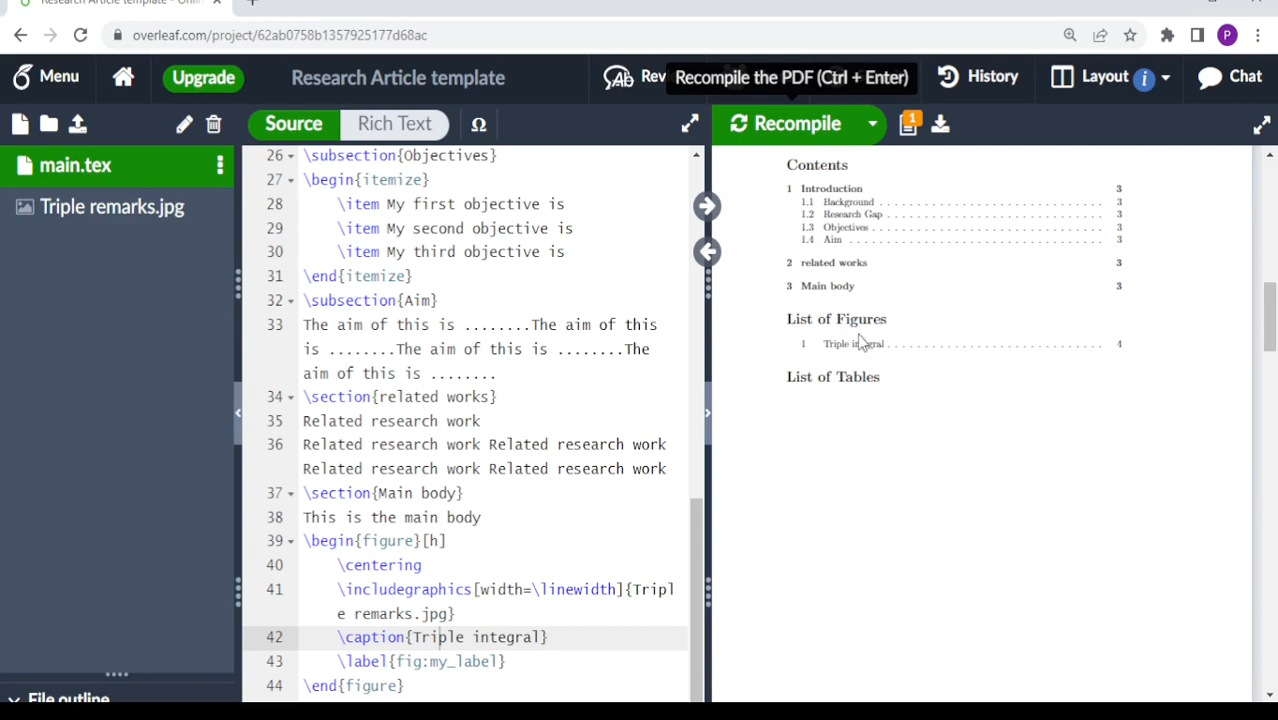 Research Article template - Onlin
overleaf.com/project/62ab0758b1357925177d68ac
P
Menu
Upgrade
Research Article template
Rev
Recompile the PDF (Ctrl + Enter)
History
Layout
Chat
Source
Rich Text
Ω
Recompile
1
main.tex
Triple remarks.jpg
File outline
26 \subsection{Objectives}
27 \begin{itemize}
28 \item My first objective is
29 \item My second objective is
30 \item My third objective is
31 \end{itemize}
32 \subsection{Aim}
33 The aim of this is ........The aim of this
is ........The aim of this is ........The
aim of this is ........
34 \section{related works}
35 Related research work
36 Related research work Related research work
Related research work Related research work
37 \section{Main body}
38 This is the main body
39 \begin{figure}[h]
40 \centering
41 \includegraphics[width=\linewidth]{Tripl
e remarks.jpg}
42 \caption{Triple integral}
43 \label{fig:my_label}
44 \end{figure}
Contents
1 Introduction 3
1.1 Background . . . . . . . . . . . . . . . . . . . . . . . . . . . . 3
1.2 Research Gap . . . . . . . . . . . . . . . . . . . . . . . . . . . 3
1.3 Objectives . . . . . . . . . . . . . . . . . . . . . . . . . . . . 3
1.4 Aim . . . . . . . . . . . . . . . . . . . . . . . . . . . . . . . 3
2 related works 3
3 Main body 3
List of Figures
1 Triple integral . . . . . . . . . . . . . . . . . . . . . . . . . . . 4
List of Tables